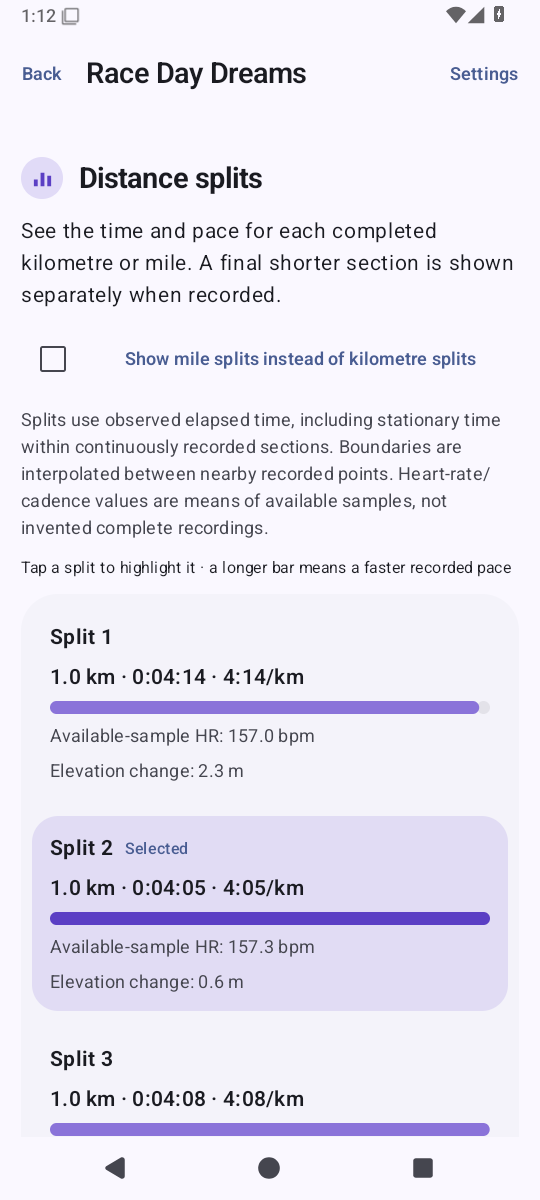 1:12
Back Race Day Dreams Settings
Distance splits
See the time and pace for each completed
kilometre or mile. A final shorter section is shown
separately when recorded.
Show mile splits instead of kilometre splits
Splits use observed elapsed time, including stationary time
within continuously recorded sections. Boundaries are
interpolated between nearby recorded points. Heart-rate/
cadence values are means of available samples, not
invented complete recordings.
Tap a split to highlight it · a longer bar means a faster recorded pace
Split 1
1.0 km · 0:04:14 · 4:14/km
Available-sample HR: 157.0 bpm
Elevation change: 2.3 m
Split 2 Selected
1.0 km · 0:04:05 · 4:05/km
Available-sample HR: 157.3 bpm
Elevation change: 0.6 m
Split 3
1.0 km · 0:04:08 · 4:08/km